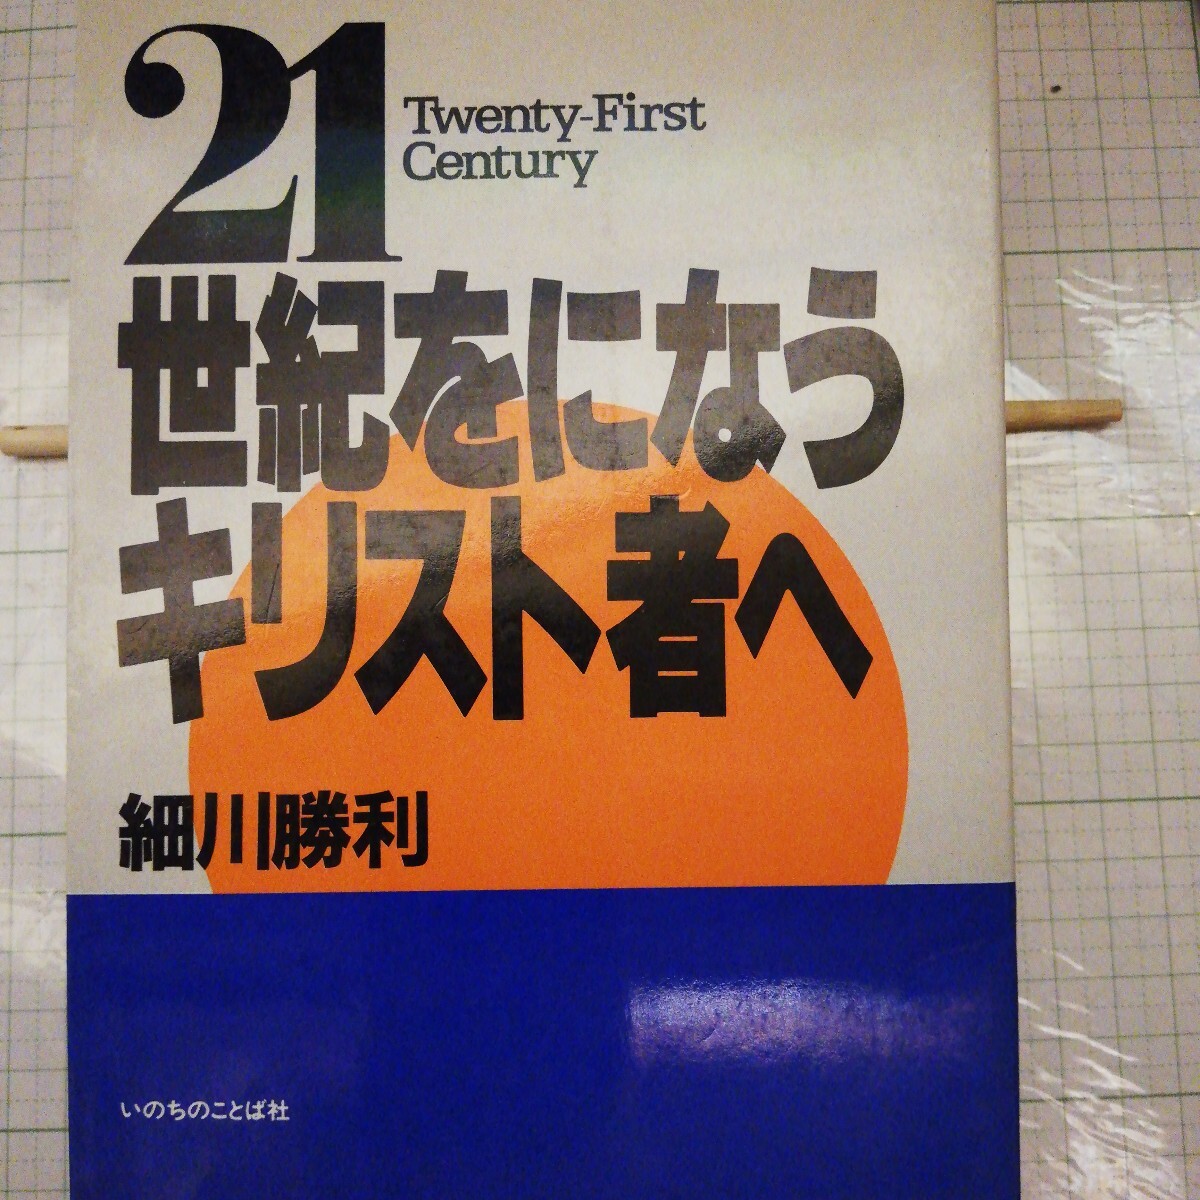 21
Twenty-First
Century
世紀をになう
キリスト者へ
細川勝利
いのちのことば社